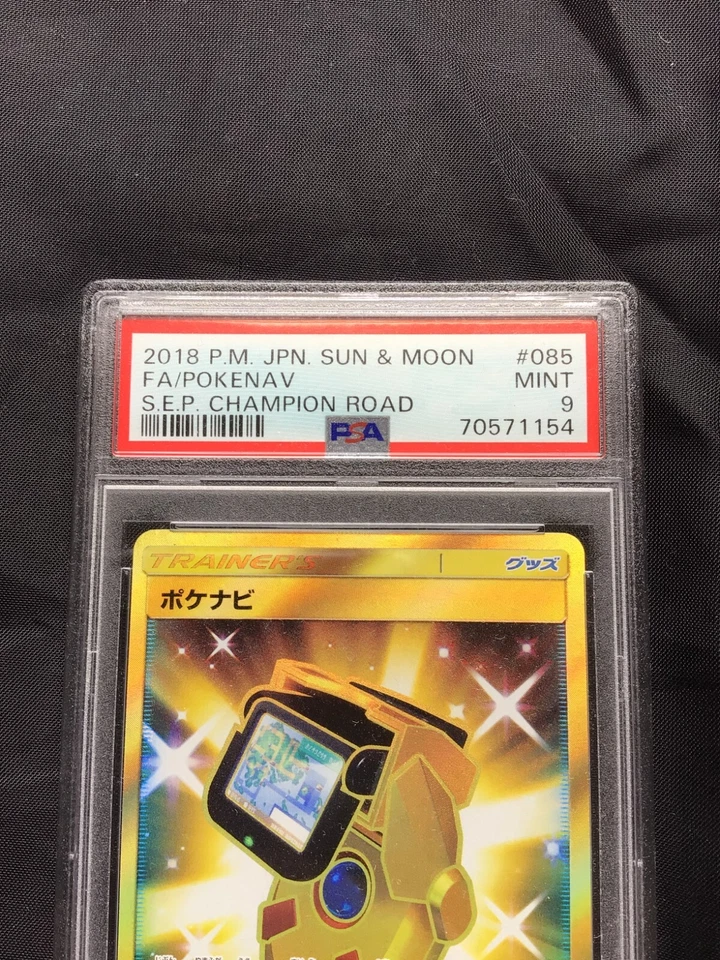 2018 P.M. JPN. SUN & MOON #085
FA/POKENAV MINT
S.E.P. CHAMPION ROAD 9
PSA 70571154
TRAINER'S グッズ
ポケナビ